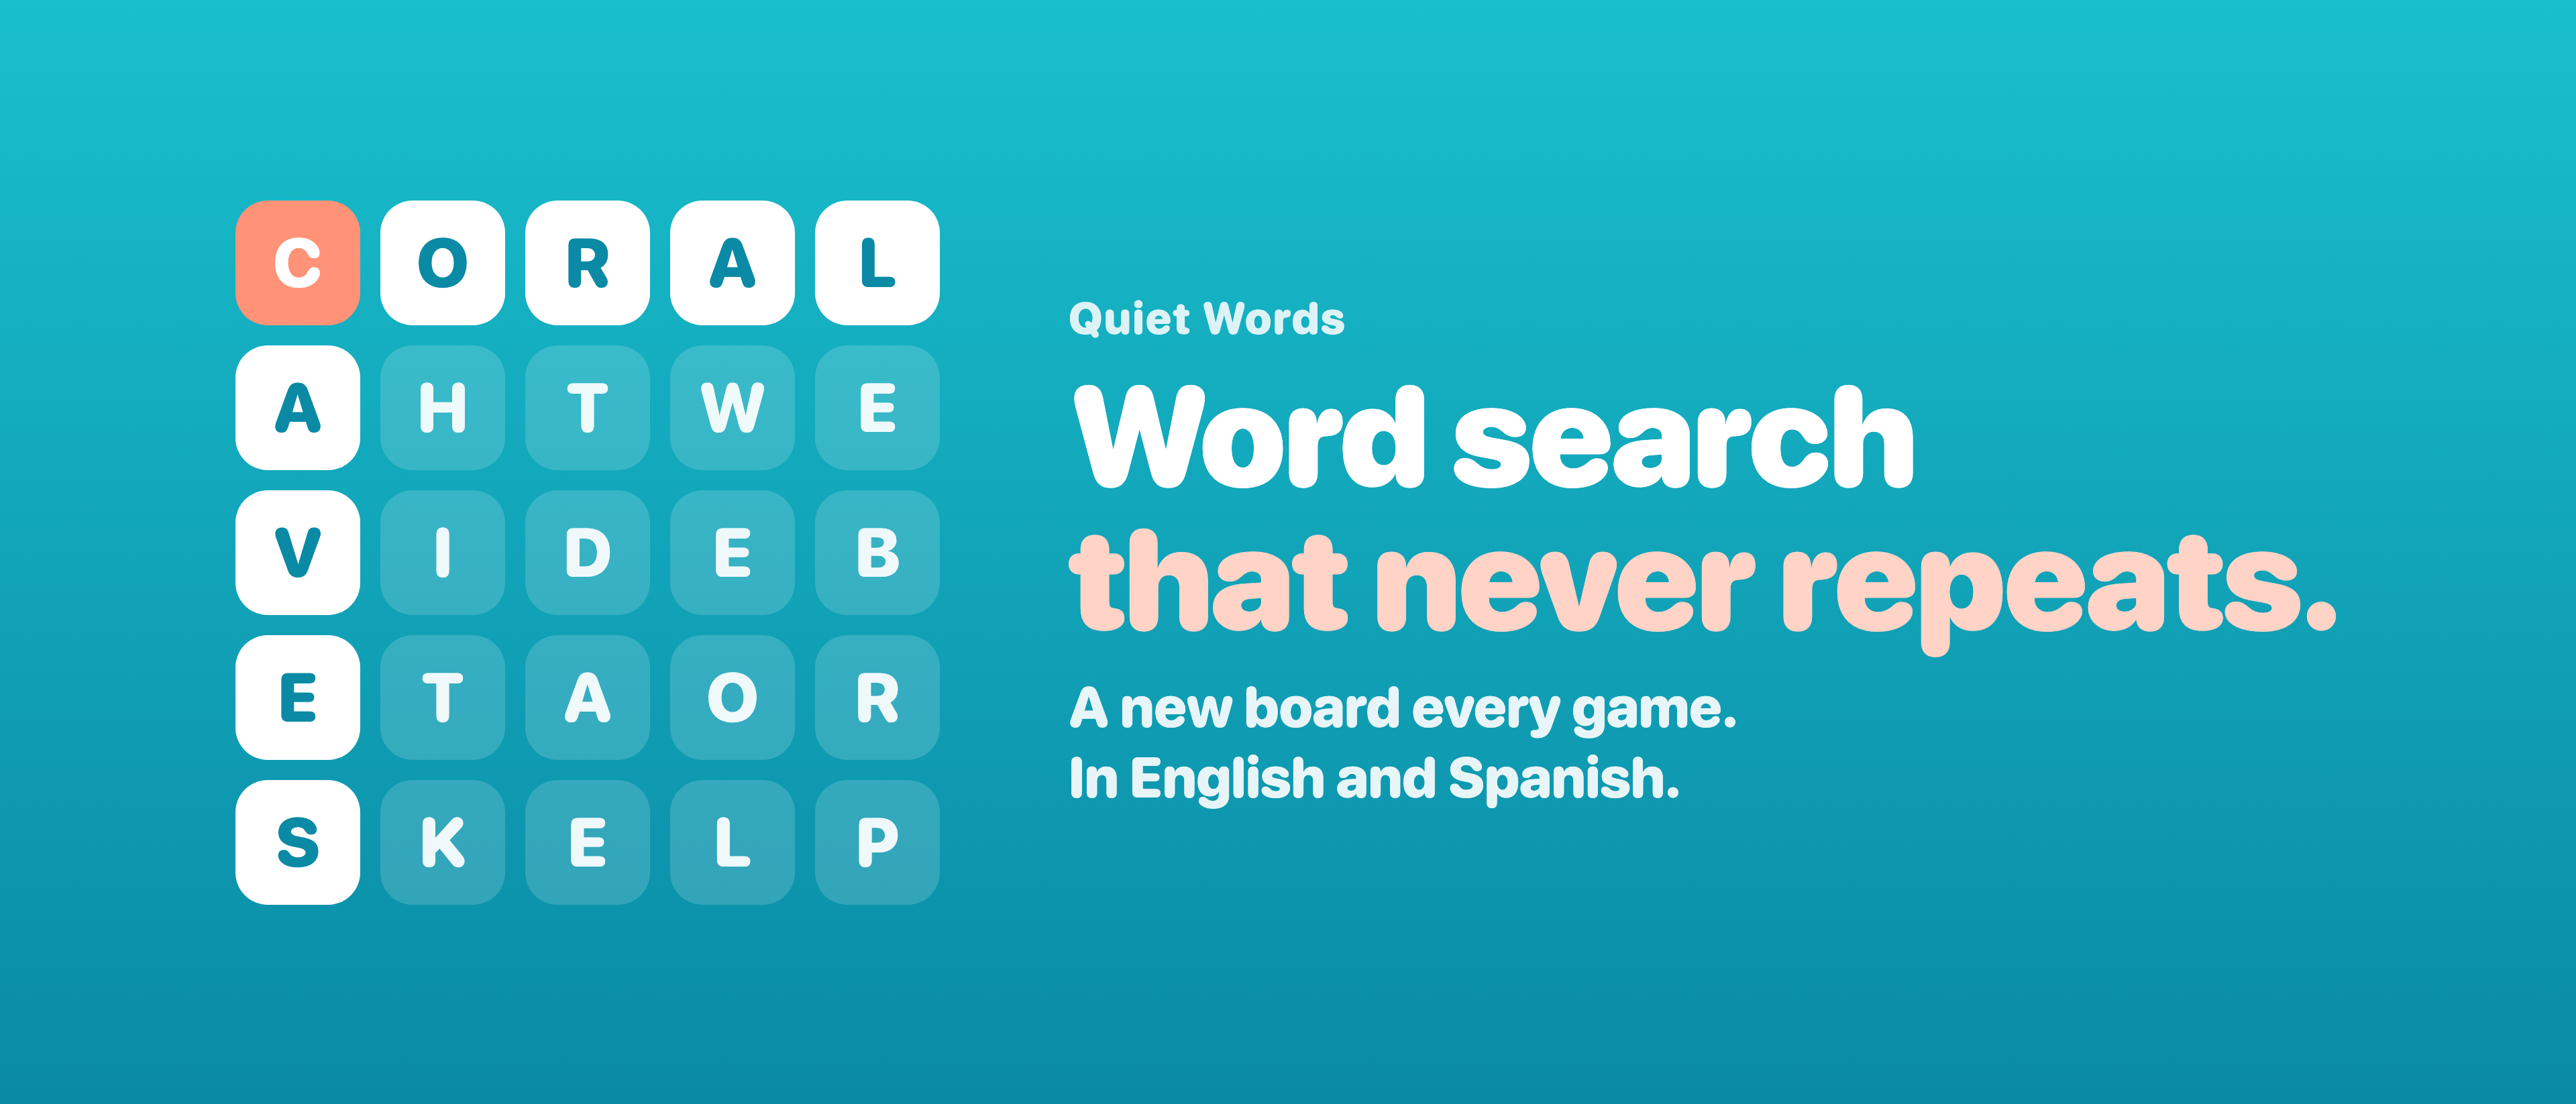 C O R A L
A H T W E
V I D E B
E T A O R
S K E L P
Quiet Words
Word search
that never repeats.
A new board every game.
In English and Spanish.